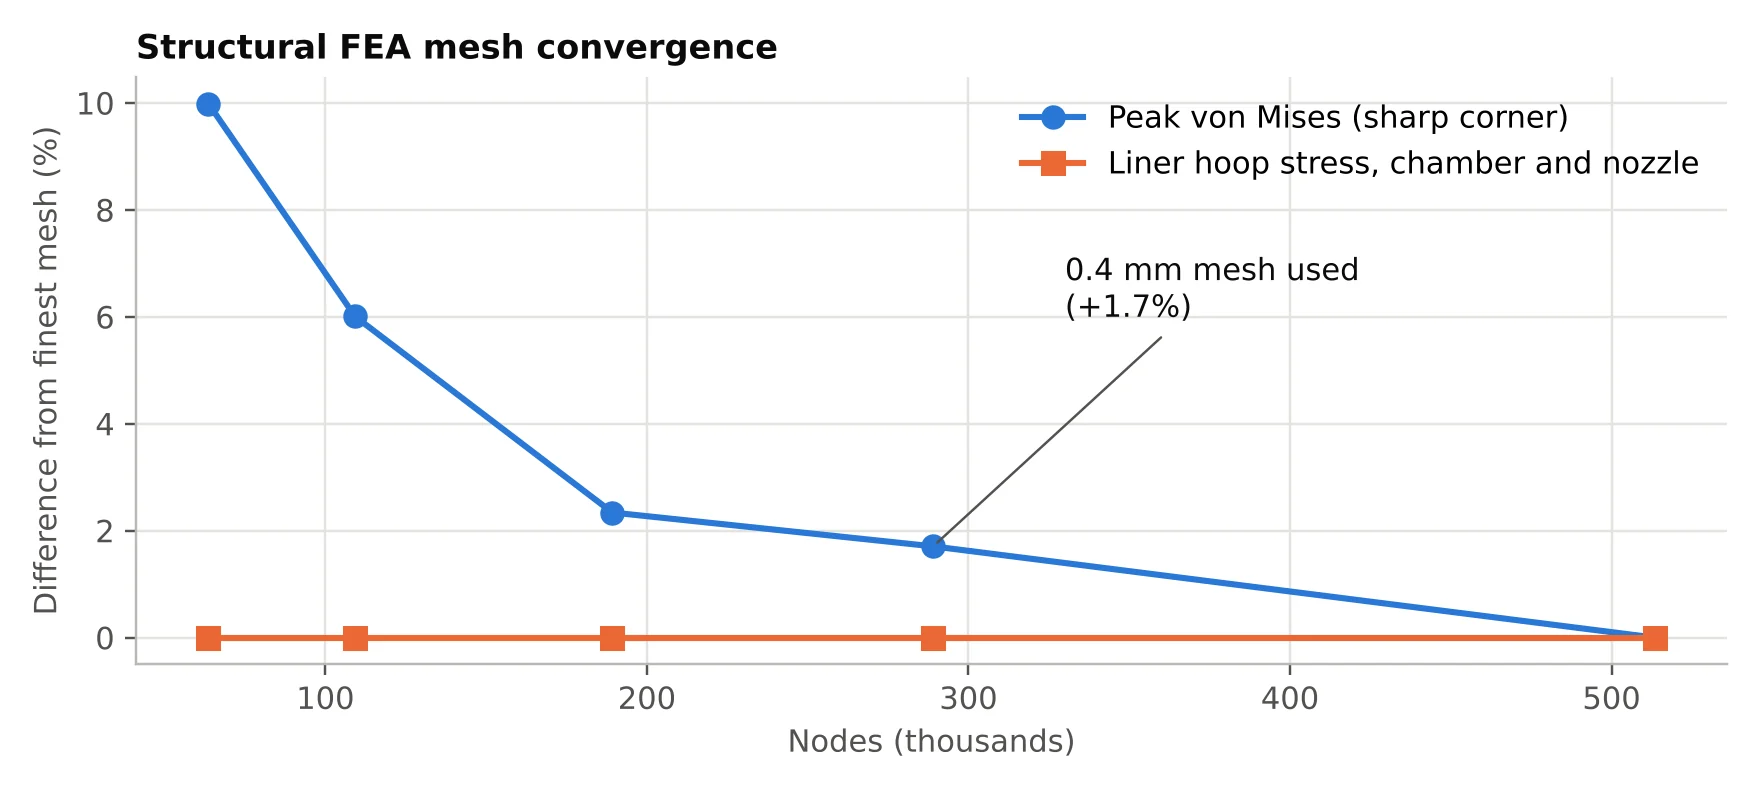 Structural FEA mesh convergence
Peak von Mises (sharp corner)
Liner hoop stress, chamber and nozzle
0.4 mm mesh used
(+1.7%)
Difference from finest mesh (%)
10
8
6
4
2
0
100 200 300 400 500
Nodes (thousands)